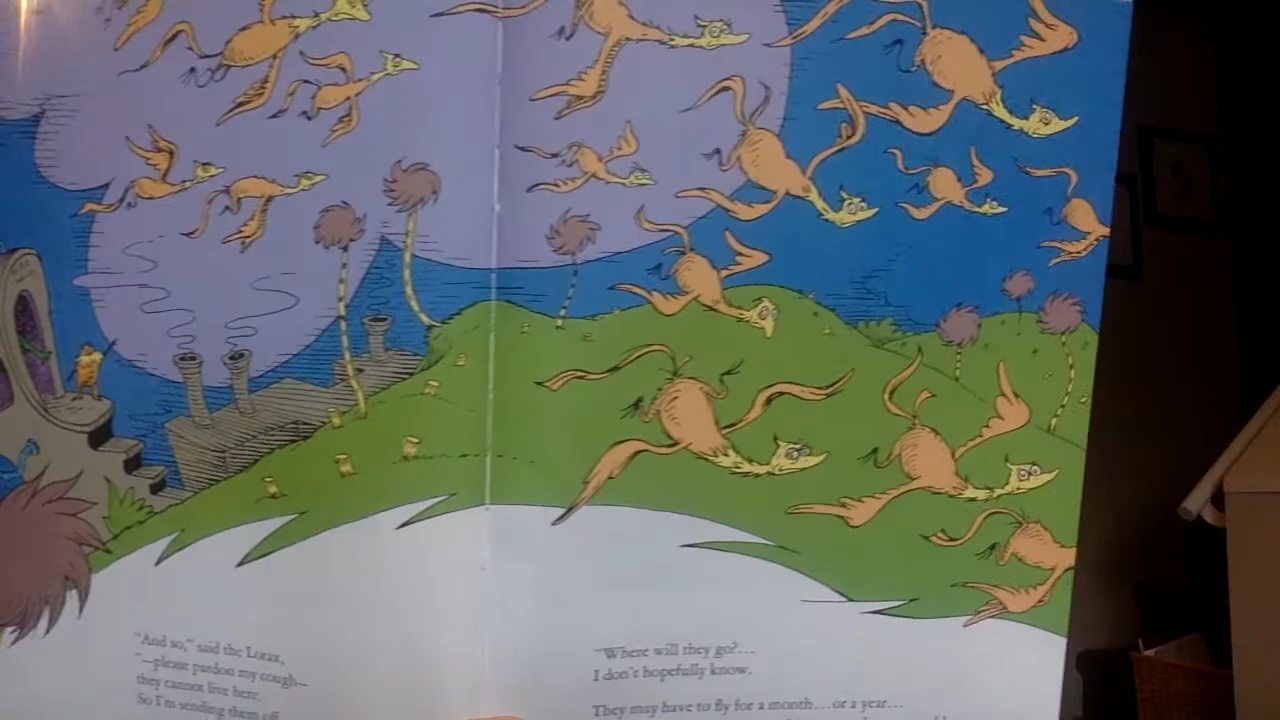 "And so," said the Lorax,
"—please pardon my cough—
they cannot live here.
So I'm sending them off.
"Where will they go?...
I don't hopefully know.
They may have to fly for a month...or a year...